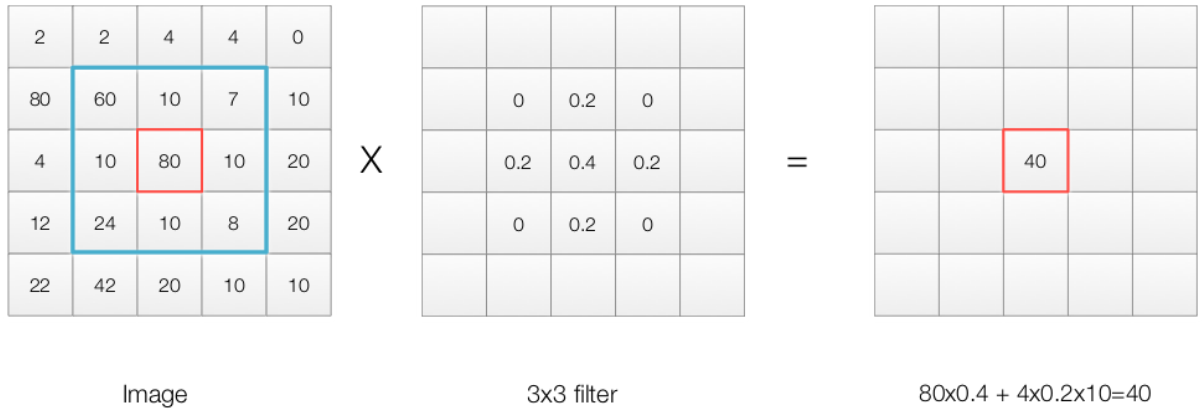 2 2 4 4 0
80 60 10 7 10 0 0.2 0
4 10 80 10 20 X 0.2 0.4 0.2 = 40
12 24 10 8 20 0 0.2 0
22 42 20 10 10
Image 3x3 filter 80x0.4 + 4x0.2x10=40